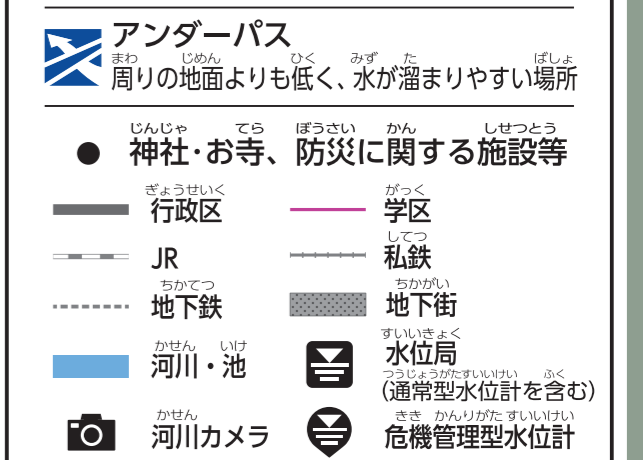 アンダーパス
まわ じめん ひく みず た ばしょ
周りの地面よりも低く、水が溜まりやすい場所
じんじゃ てら ぼうさい かん しせつとう
● 神社・お寺、防災に関する施設等
ぎょうせいく がっく
行政区 学区
してつ
JR 私鉄
ちかてつ ちかがい
地下鉄 地下街
すいいきょく
かせん いけ 水位局
河川・池
つうじょうがたすいいけい ふく
(通常型水位計を含む)
かせん きき かんりがた すいいけい
河川カメラ 危機管理型水位計